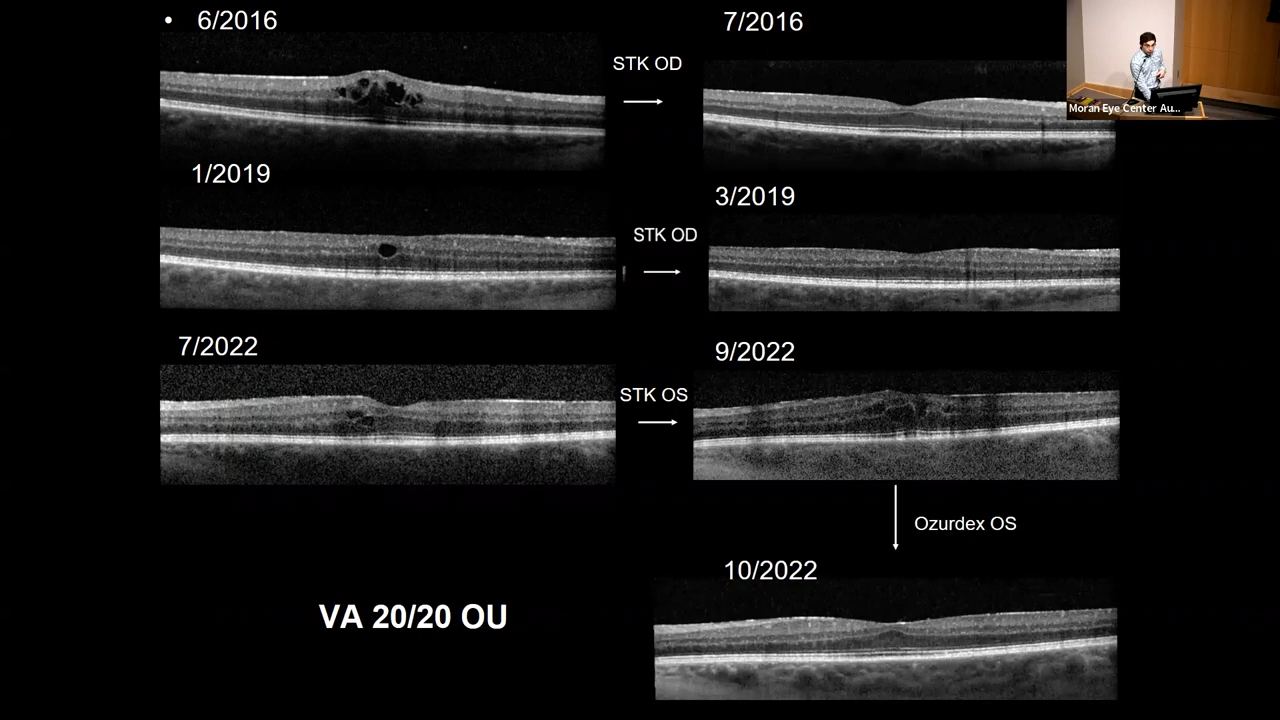 • 6/2016
7/2016
STK OD
Moran Eye Center Au...
1/2019
3/2019
STK OD
7/2022
9/2022
STK OS
Ozurdex OS
10/2022
VA 20/20 OU